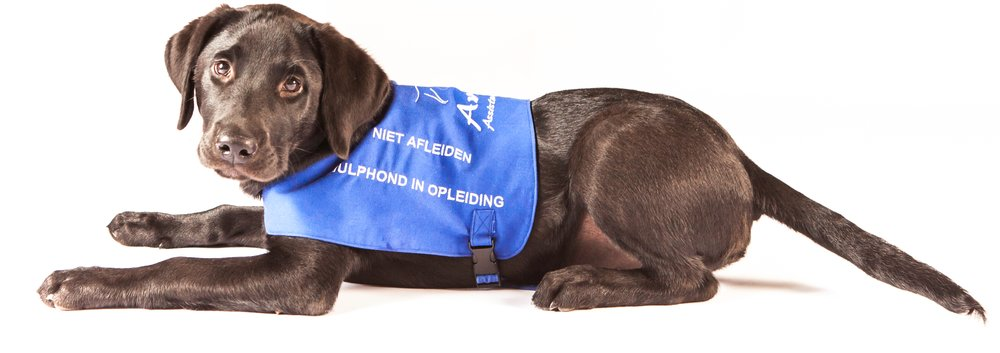 NIET AFLEIDEN
ULPHOND IN OPLEIDING